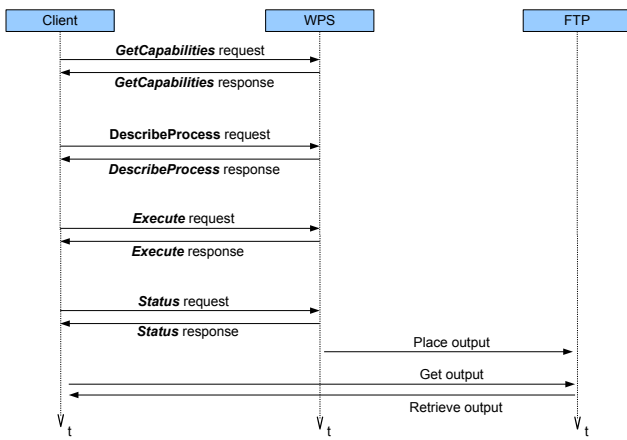 Client
WPS
FTP
GetCapabilities request
GetCapabilities response
DescribeProcess request
DescribeProcess response
Execute request
Execute response
Status request
Status response
Place output
Get output
Retrieve output
t
t
t